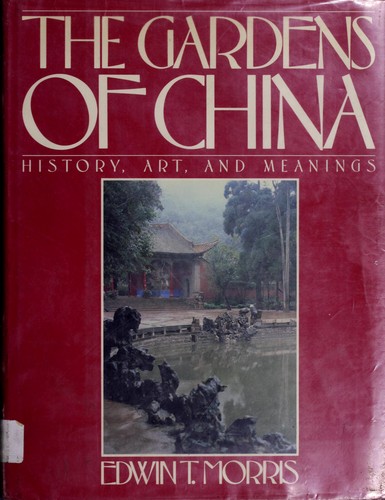 THE GARDENS
OF CHINA
HISTORY, ART, AND MEANINGS
EDWIN T. MORRIS